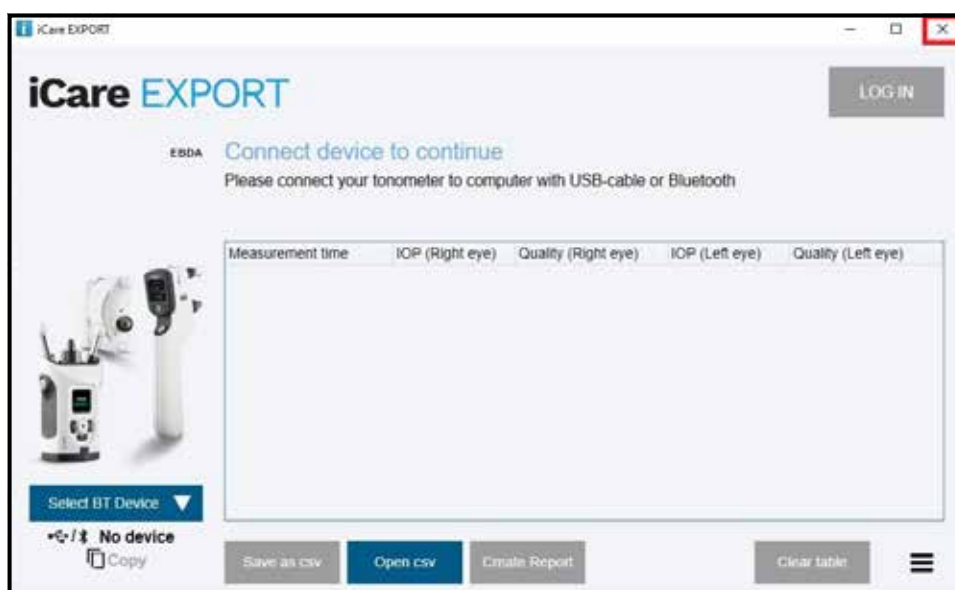 iCare EXPORT
iCare EXPORT
LOG IN
EBDA
Connect device to continue
Please connect your tonometer to computer with USB-cable or Bluetooth
Measurement time IOP (Right eye) Quality (Right eye) IOP (Left eye) Quality (Left eye)
Select BT Device
/ No device
Copy
Save as csv Open csv Create Report Clear table